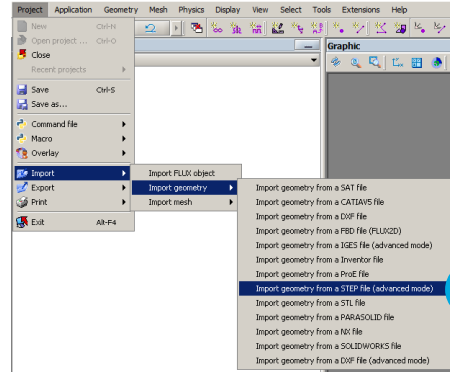 Project Application Geometry Mesh Physics Display View Select Tools Extensions Help
New Ctrl-N
Open project ... Ctrl-O
Close
Recent projects
Save Ctrl-S
Save as...
Command file
Macro
Overlay
Import
Export
Print
Exit Alt-F4
Graphic
Import FLUX object
Import geometry
Import mesh
Import geometry from a SAT file
Import geometry from a CATIAV5 file
Import geometry from a DXF file
Import geometry from a FBD file (FLUX2D)
Import geometry from a IGES file (advanced mode)
Import geometry from a Inventor file
Import geometry from a ProE file
Import geometry from a STEP file (advanced mode)
Import geometry from a STL file
Import geometry from a PARASOLID file
Import geometry from a NX file
Import geometry from a SOLIDWORKS file
Import geometry from a DXF file (advanced mode)